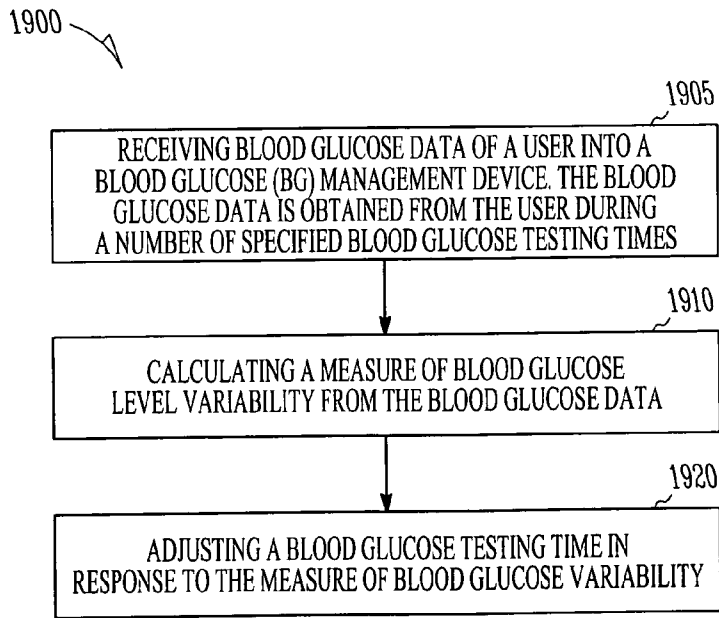 1900
1905
RECEIVING BLOOD GLUCOSE DATA OF A USER INTO A
BLOOD GLUCOSE (BG) MANAGEMENT DEVICE. THE BLOOD
GLUCOSE DATA IS OBTAINED FROM THE USER DURING
A NUMBER OF SPECIFIED BLOOD GLUCOSE TESTING TIMES
1910
CALCULATING A MEASURE OF BLOOD GLUCOSE
LEVEL VARIABILITY FROM THE BLOOD GLUCOSE DATA
1920
ADJUSTING A BLOOD GLUCOSE TESTING TIME IN
RESPONSE TO THE MEASURE OF BLOOD GLUCOSE VARIABILITY